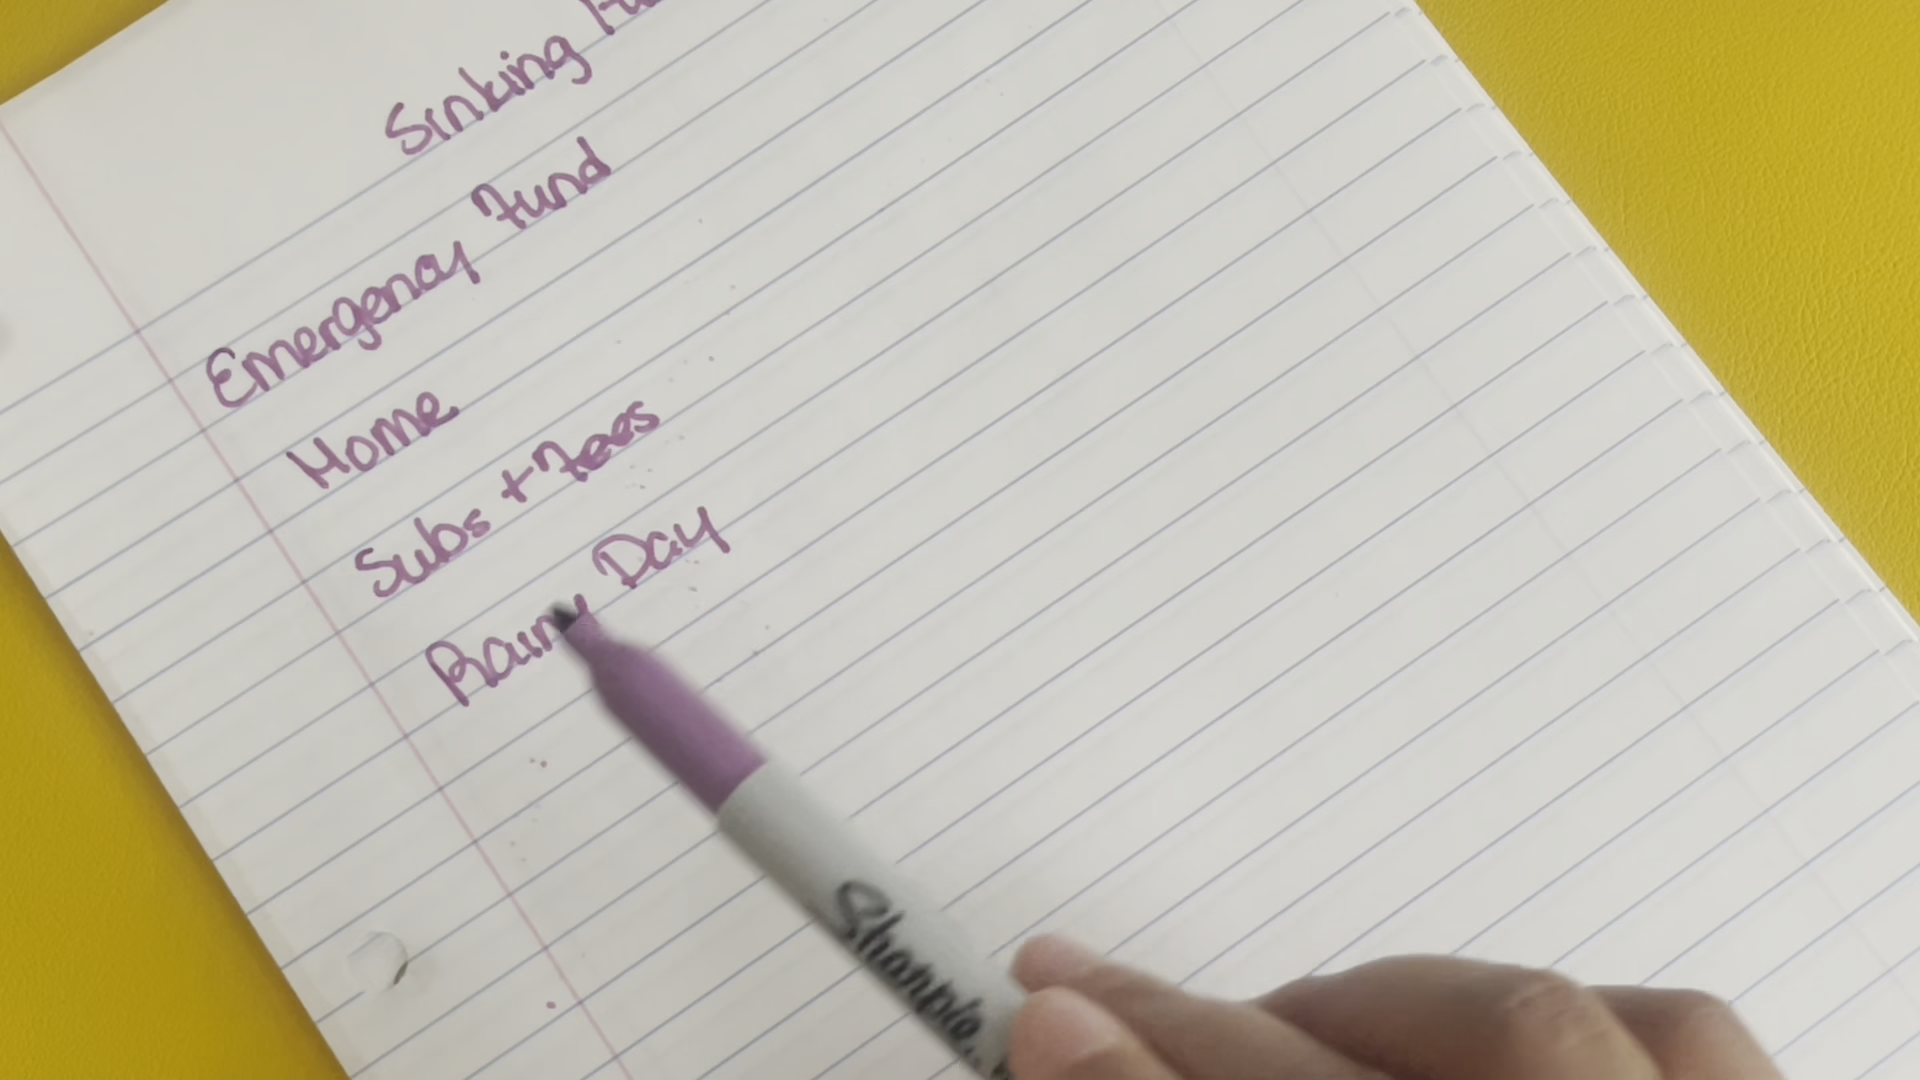 Sinking
Emergency Fund
Home
Subs + Fees
Rainy Day
Sharpie